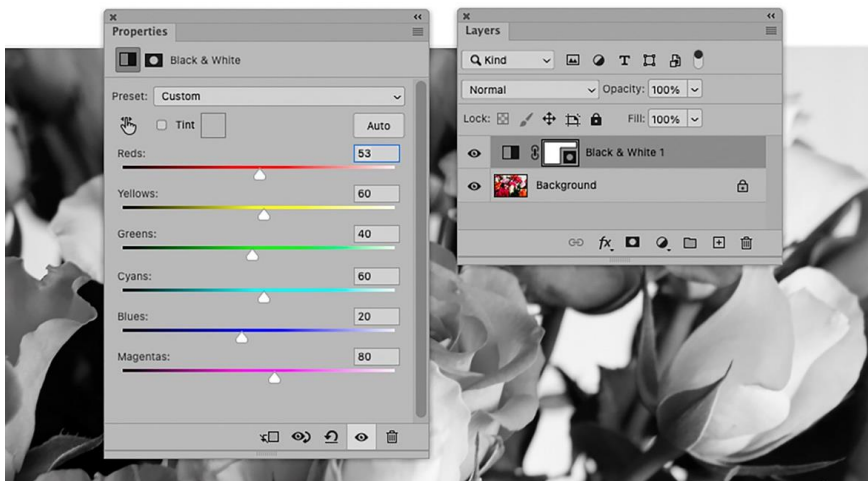 Properties
Black & White
Preset: Custom
Tint
Auto
Reds: 53
Yellows: 60
Greens: 40
Cyans: 60
Blues: 20
Magentas: 80
Layers
Kind
Normal Opacity: 100%
Lock: Fill: 100%
Black & White 1
Background
fx